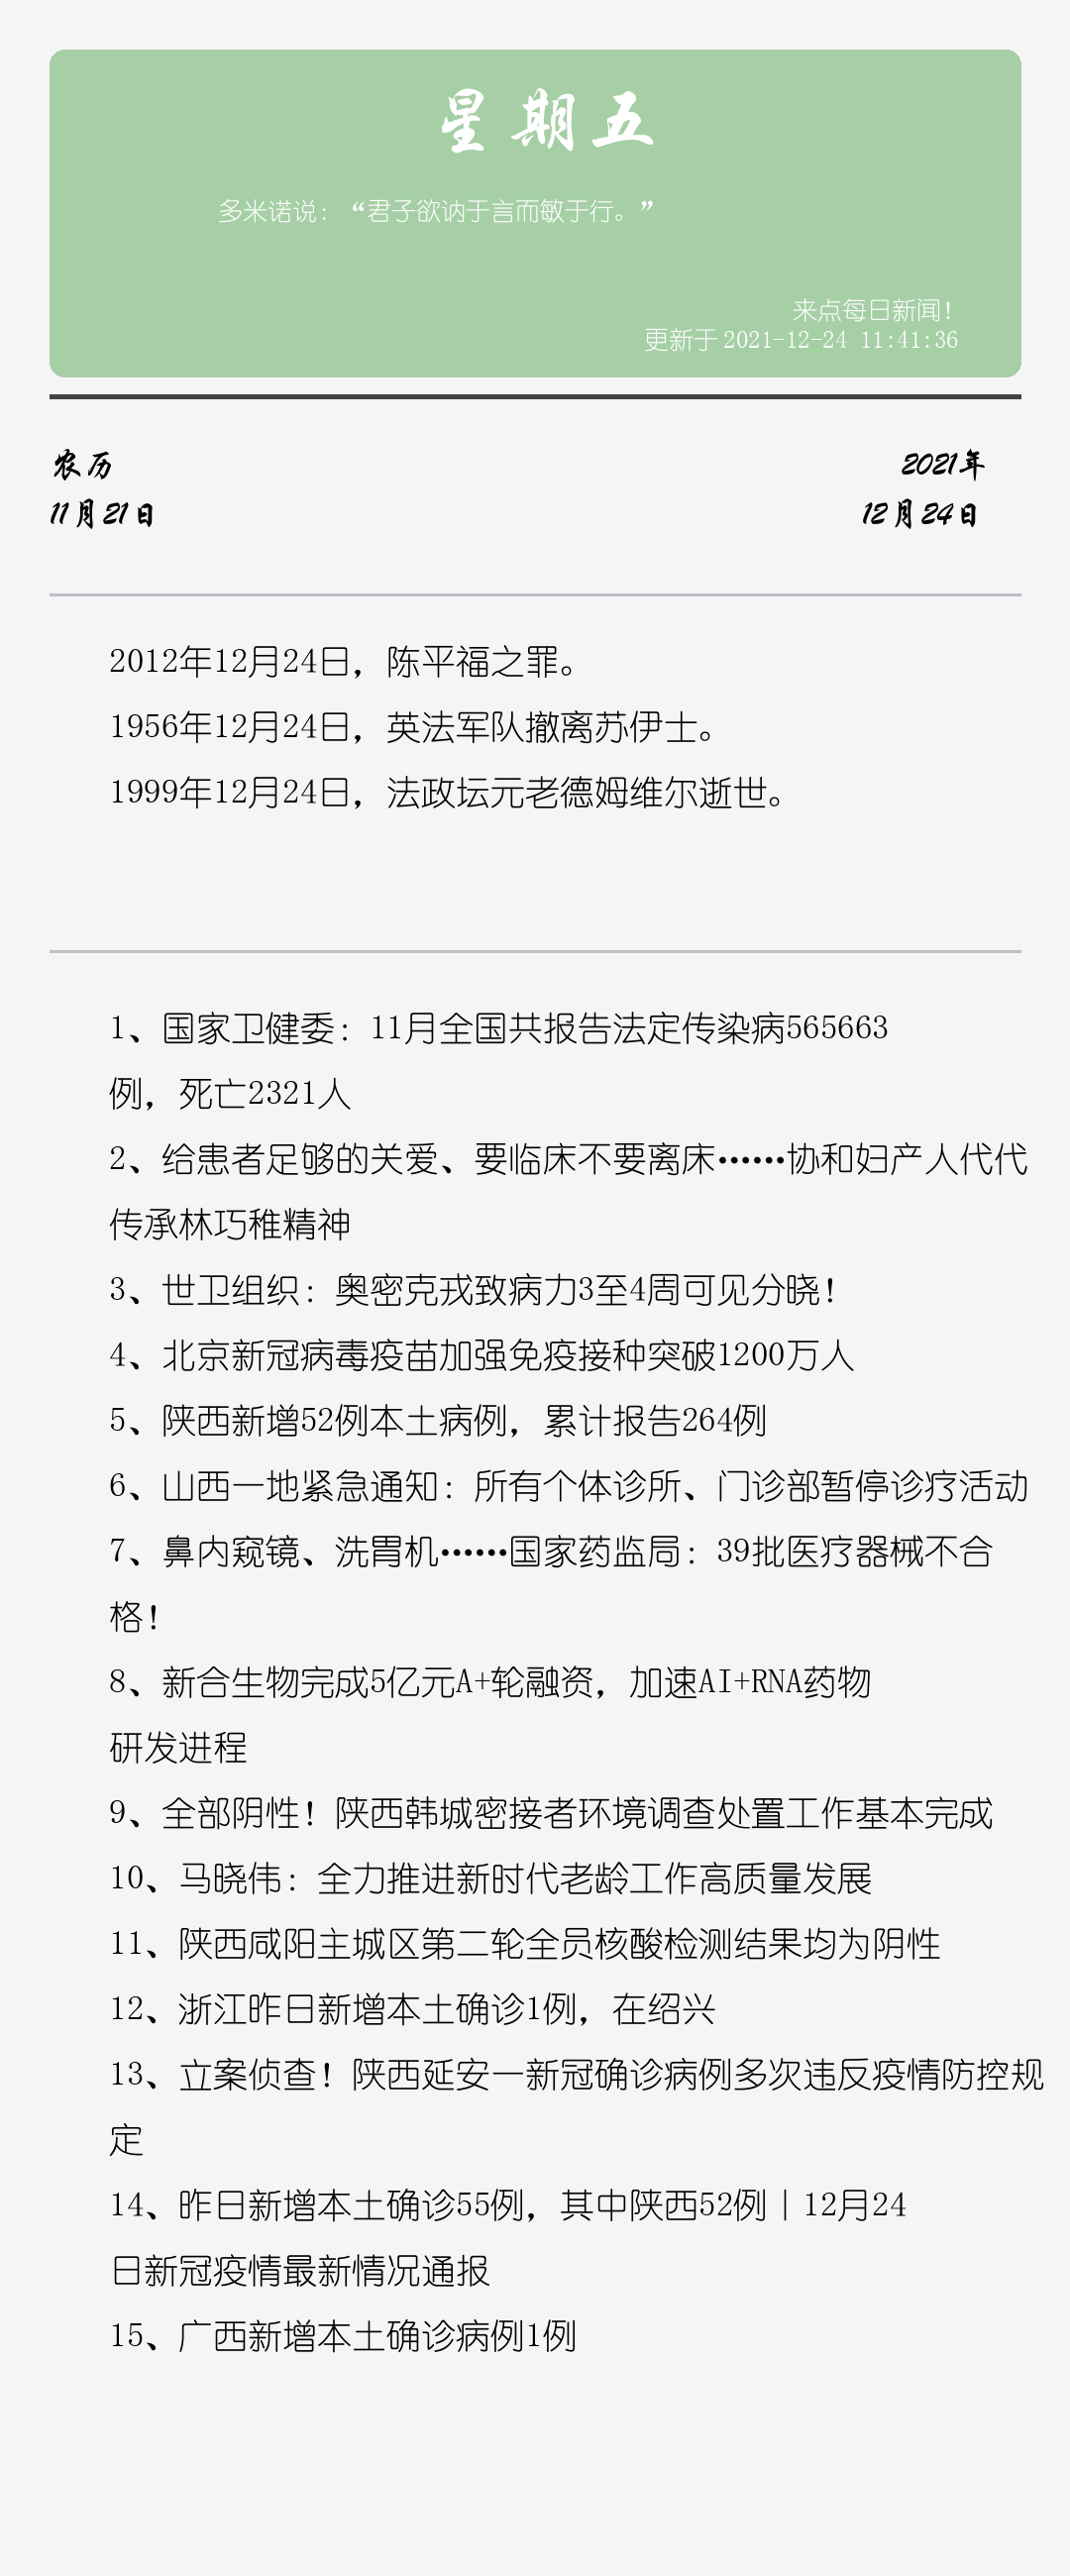 星期五
多米诺说：“君子欲讷于言而敏于行。”
来点每日新闻！
更新于 2021-12-24 11:41:36
农历
2021年
11月21日
12月24日
2012年12月24日，陈平福之罪。
1956年12月24日，英法军队撤离苏伊士。
1999年12月24日，法政坛元老德姆维尔逝世。
1、国家卫健委：11月全国共报告法定传染病565663
例，死亡2321人
2、给患者足够的关爱、要临床不要离床……协和妇产人代代
传承林巧稚精神
3、世卫组织：奥密克戎致病力3至4周可见分晓！
4、北京新冠病毒疫苗加强免疫接种突破1200万人
5、陕西新增52例本土病例，累计报告264例
6、山西一地紧急通知：所有个体诊所、门诊部暂停诊疗活动
7、鼻内窥镜、洗胃机……国家药监局：39批医疗器械不合
格！
8、新合生物完成5亿元A+轮融资，加速AI+RNA药物
研发进程
9、全部阴性！陕西韩城密接者环境调查处置工作基本完成
10、马晓伟：全力推进新时代老龄工作高质量发展
11、陕西咸阳主城区第二轮全员核酸检测结果均为阴性
12、浙江昨日新增本土确诊1例，在绍兴
13、立案侦查！陕西延安一新冠确诊病例多次违反疫情防控规
定
14、昨日新增本土确诊55例，其中陕西52例｜12月24
日新冠疫情最新情况通报
15、广西新增本土确诊病例1例